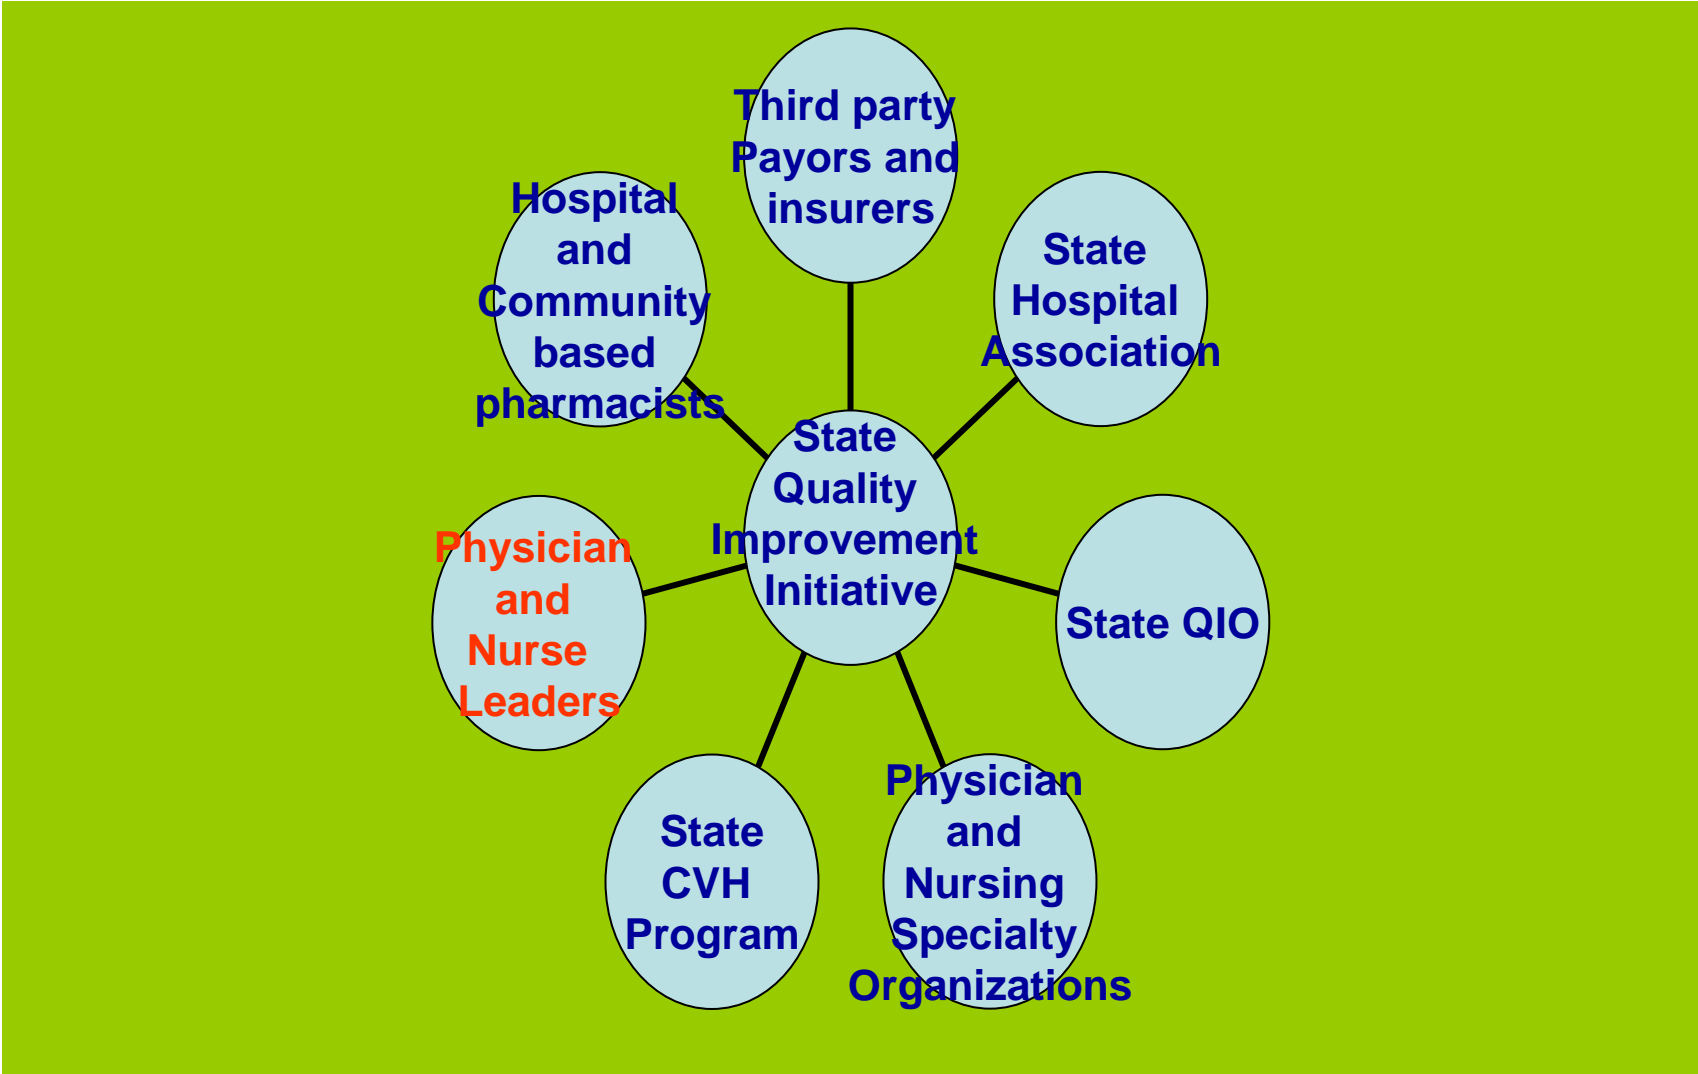 Third party
Payors and
insurers
Hospital
and
Community
based
pharmacists
State
Hospital
Association
State
Quality
Improvement
Initiative
Physician
and
Nurse
Leaders
State QIO
State
CVH
Program
Physician
and
Nursing
Specialty
Organizations